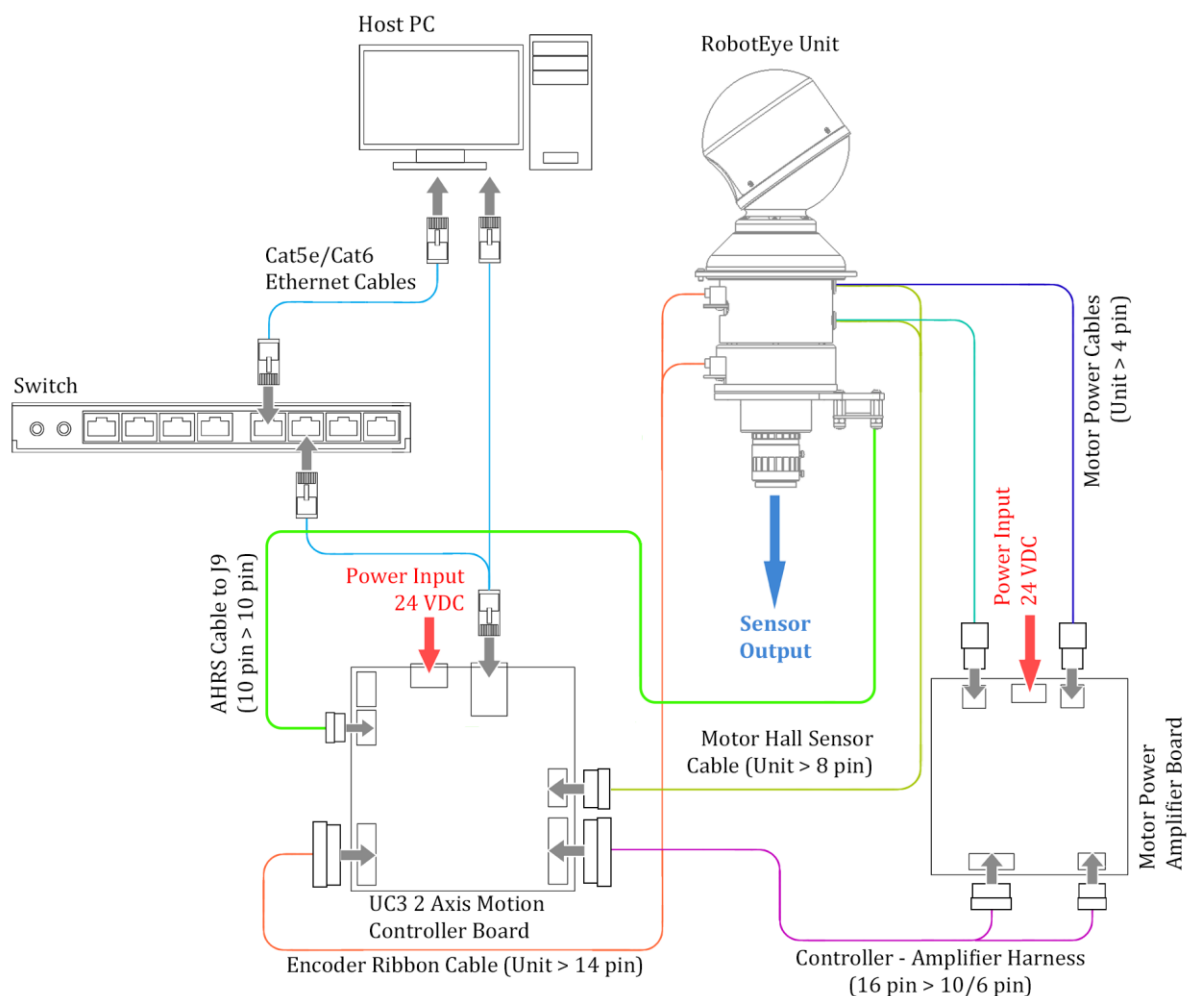 Host PC
RobotEye Unit
Cat5e/Cat6
Ethernet Cables
Switch
Motor Power Cables
(Unit > 4 pin)
AHRS Cable to J9
(10 pin > 10 pin)
Power Input
24 VDC
Sensor
Output
Power Input
24 VDC
Motor Hall Sensor
Cable (Unit > 8 pin)
Motor Power
Amplifier Board
UC3 2 Axis Motion
Controller Board
Encoder Ribbon Cable (Unit > 14 pin)
Controller - Amplifier Harness
(16 pin > 10/6 pin)